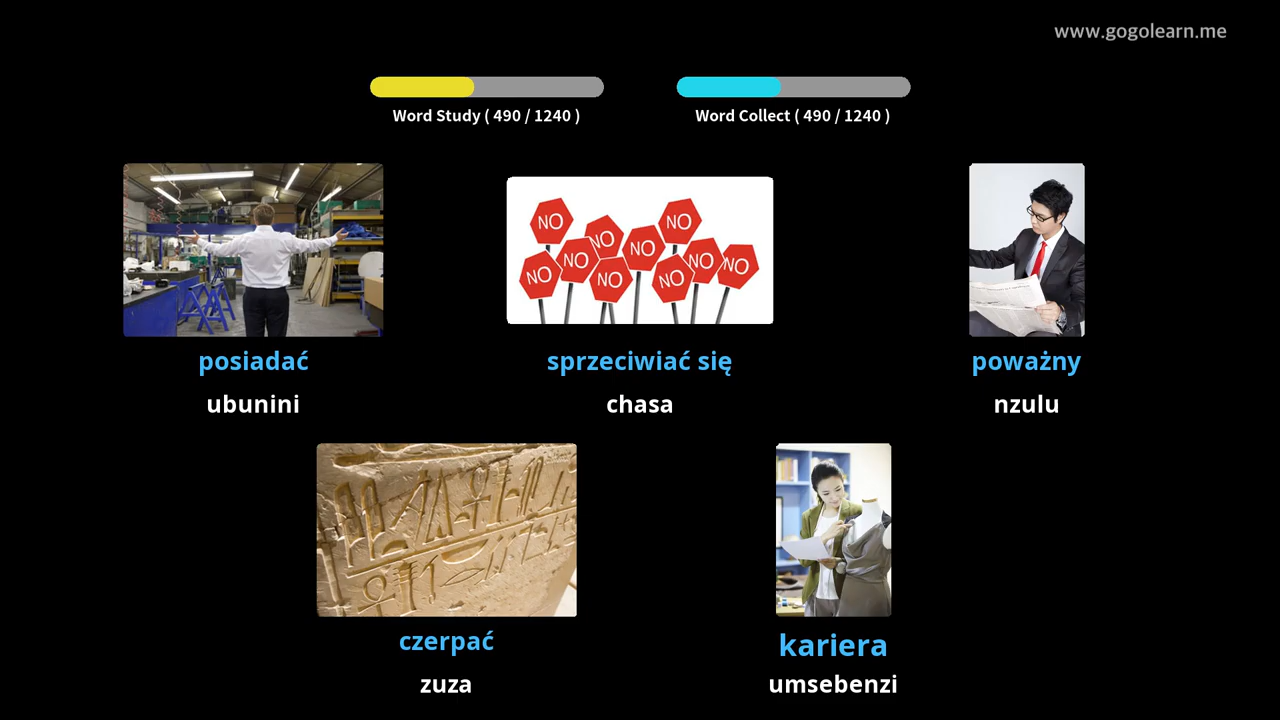 www.gogolearn.me
Word Study ( 490 / 1240 )
Word Collect ( 490 / 1240 )
NO
NO
NO
NO
NO
NO
NO
NO
NO
NO
posiadać
sprzeciwiać się
poważny
ubunini
chasa
nzulu
czerpać
kariera
zuza
umsebenzi